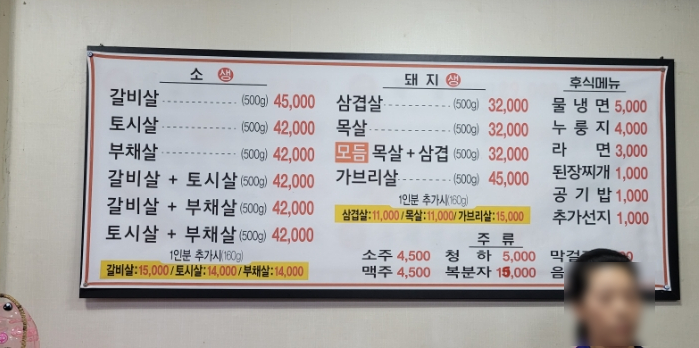 소 생
갈비살 (500g) 45,000
토시살 (500g) 42,000
부채살 (500g) 42,000
갈비살 + 토시살 (500g) 42,000
갈비살 + 부채살 (500g) 42,000
토시살 + 부채살 (500g) 42,000
1인분 추가시(160g)
갈비살:15,000/토시살:14,000/부채살:14,000
돼지 생
삼겹살 (500g) 32,000
목살 (500g) 32,000
모듬 목살+삼겹 (500g) 32,000
가브리살 (500g) 45,000
1인분 추가시(160g)
삼겹살:11,000/목살:11,000/가브리살:15,000
후식메뉴
물냉면 5,000
누룽지 4,000
라면 3,000
된장찌개 1,000
공기밥 1,000
추가선지 1,000
주류
소주 4,500 청하 5,000
맥주 4,500 복분자